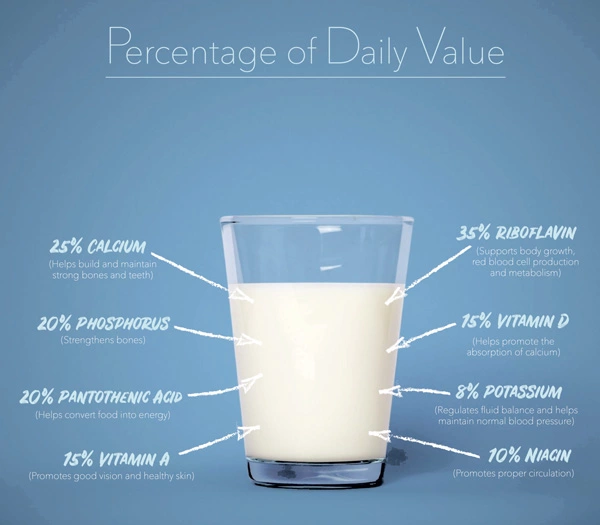 Percentage of Daily Value
25% CALCIUM
(Helps build and maintain
strong bones and teeth)
20% PHOSPHORUS
(Strengthens bones)
20% PANTOTHENIC ACID
(Helps convert food into energy)
15% VITAMIN A
(Promotes good vision and healthy skin)
35% RIBOFLAVIN
(Supports body growth,
red blood cell production
and metabolism)
15% VITAMIN D
(Helps promote the
absorption of calcium)
8% POTASSIUM
(Regulates fluid balance and helps
maintain normal blood pressure)
10% NIACIN
(Promotes proper circulation)